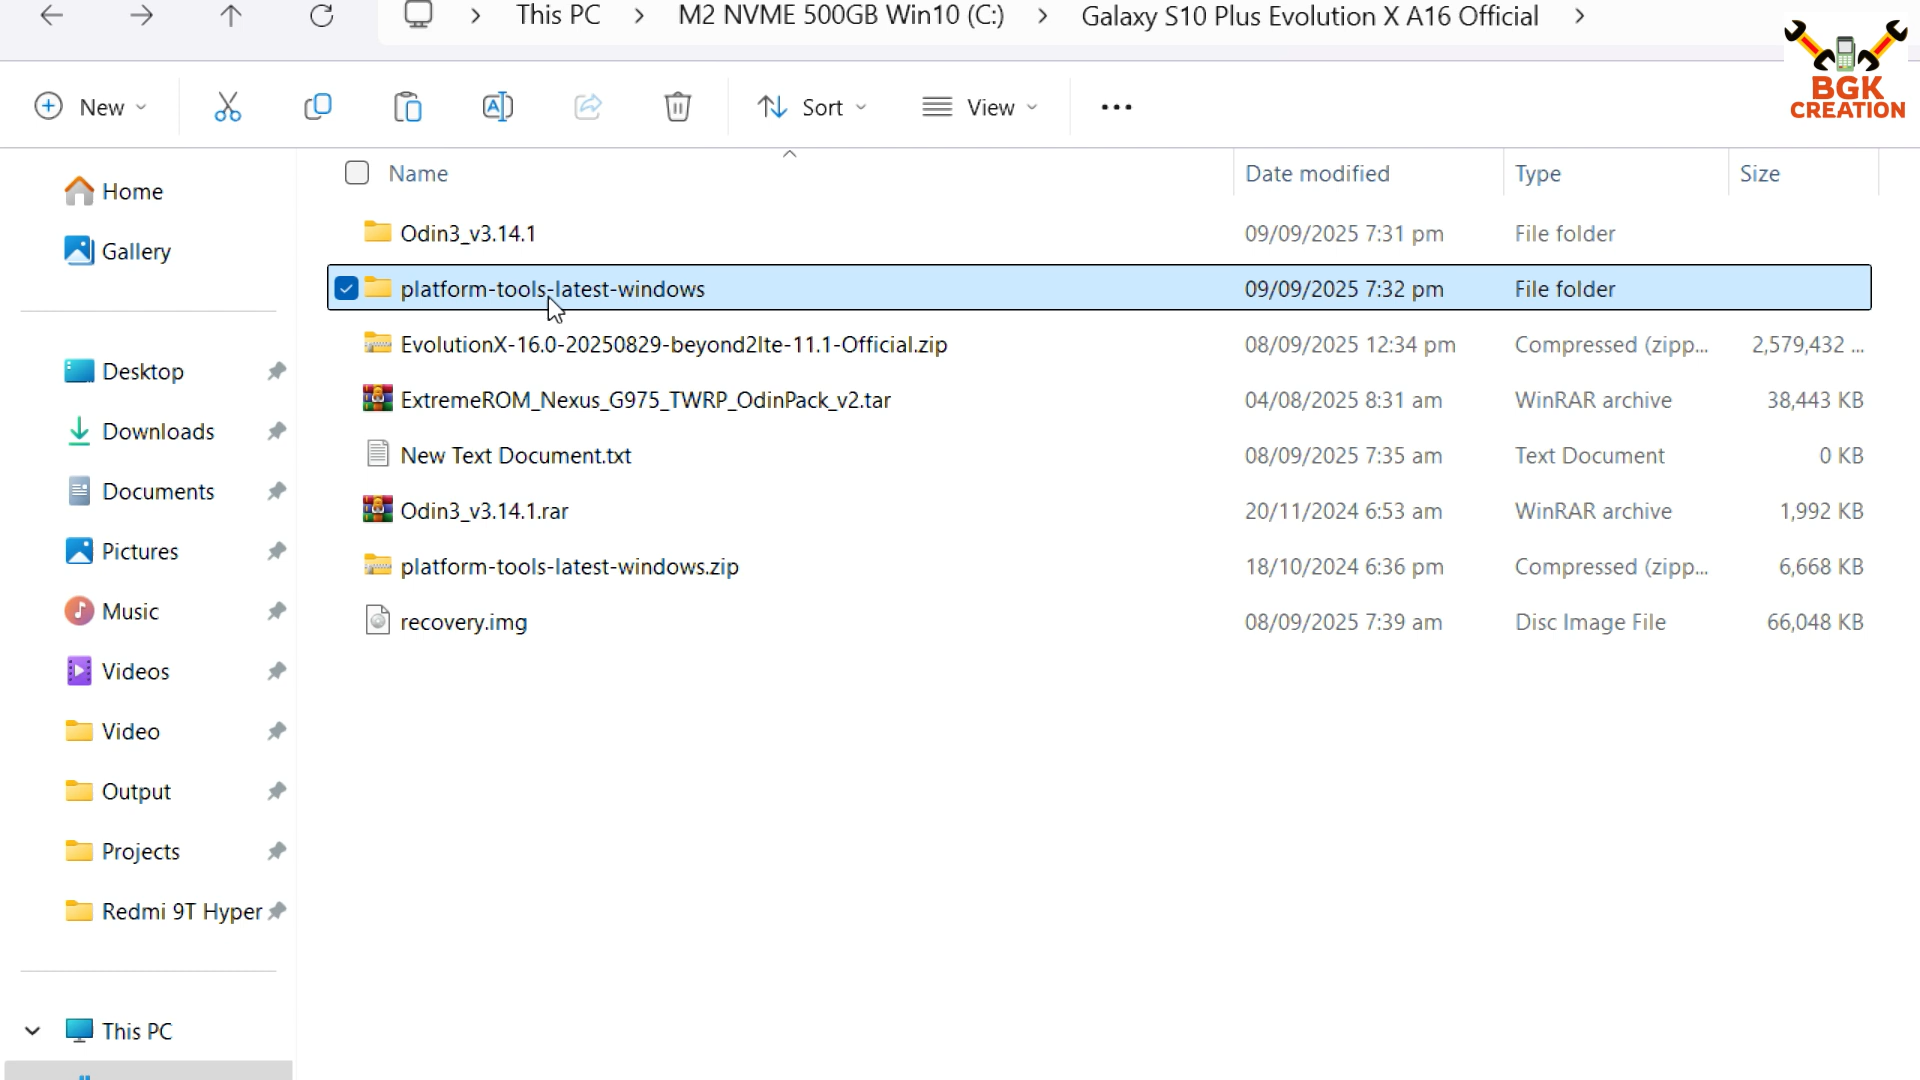 This PC > M2 NVME 500GB Win10 (C:) > Galaxy S10 Plus Evolution X A16 Official >
BGK
CREATION
New Sort View
Name Date modified Type Size
Home
Gallery
Desktop
Downloads
Documents
Pictures
Music
Videos
Video
Output
Projects
Redmi 9T Hyper
This PC
Odin3_v3.14.1 09/09/2025 7:31 pm File folder
platform-tools-latest-windows 09/09/2025 7:32 pm File folder
EvolutionX-16.0-20250829-beyond2lte-11.1-Official.zip 08/09/2025 12:34 pm Compressed (zipp... 2,579,432 ...
ExtremeROM_Nexus_G975_TWRP_OdinPack_v2.tar 04/08/2025 8:31 am WinRAR archive 38,443 KB
New Text Document.txt 08/09/2025 7:35 am Text Document 0 KB
Odin3_v3.14.1.rar 20/11/2024 6:53 am WinRAR archive 1,992 KB
platform-tools-latest-windows.zip 18/10/2024 6:36 pm Compressed (zipp... 6,668 KB
recovery.img 08/09/2025 7:39 am Disc Image File 66,048 KB